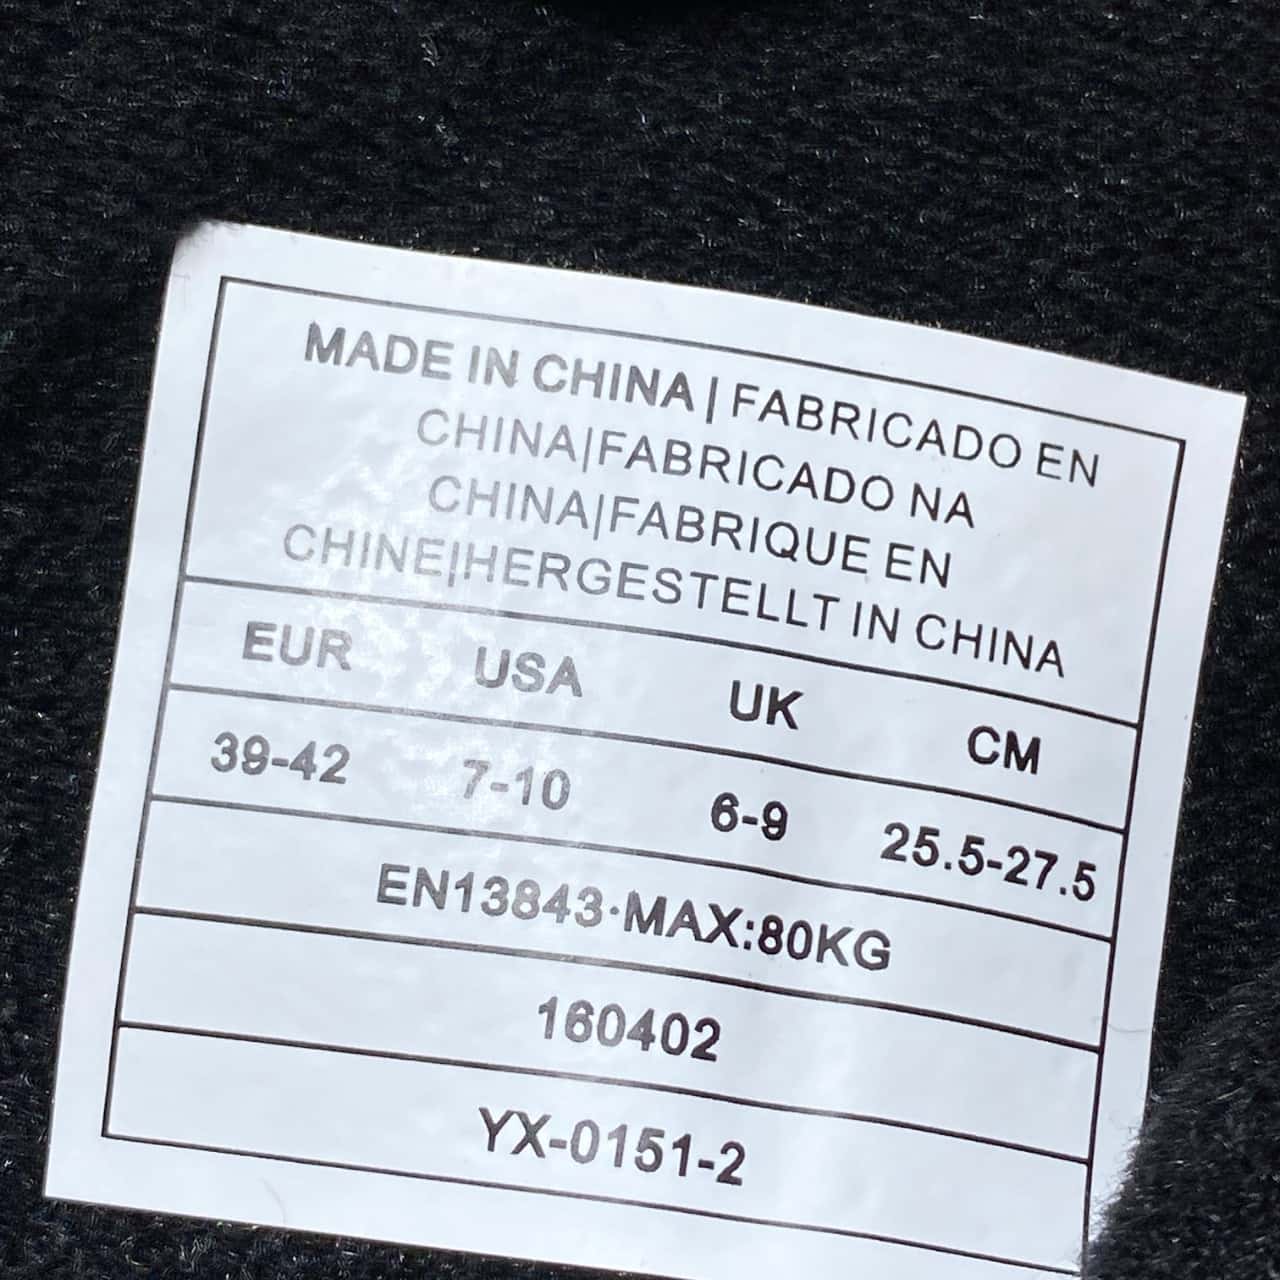 MADE IN CHINA|FABRICADO EN
CHINA|FABRICADO NA
CHINA|FABRIQUE EN
CHINE|HERGESTELLT IN CHINA
EUR USA UK CM
39-42 7-10 6-9 25.5-27.5
EN13843·MAX:80KG
160402
YX-0151-2